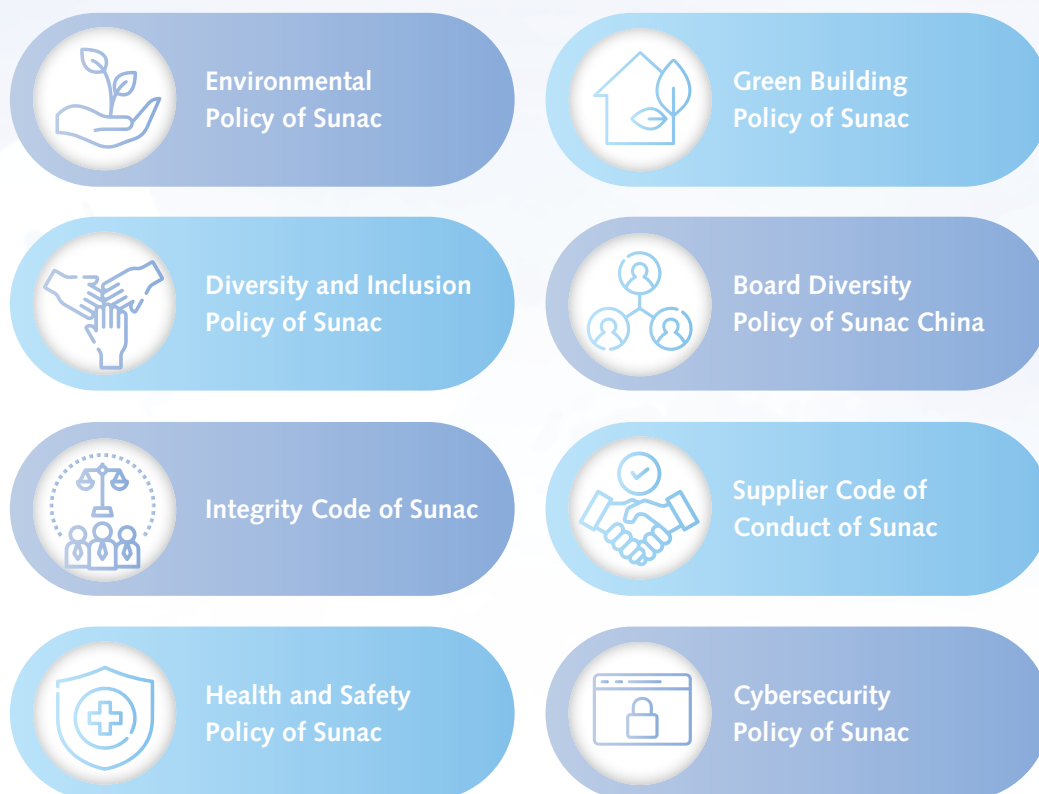 Environmental
Policy of Sunac
Green Building
Policy of Sunac
Diversity and Inclusion
Policy of Sunac
Board Diversity
Policy of Sunac China
Integrity Code of Sunac
Supplier Code of
Conduct of Sunac
Health and Safety
Policy of Sunac
Cybersecurity
Policy of Sunac